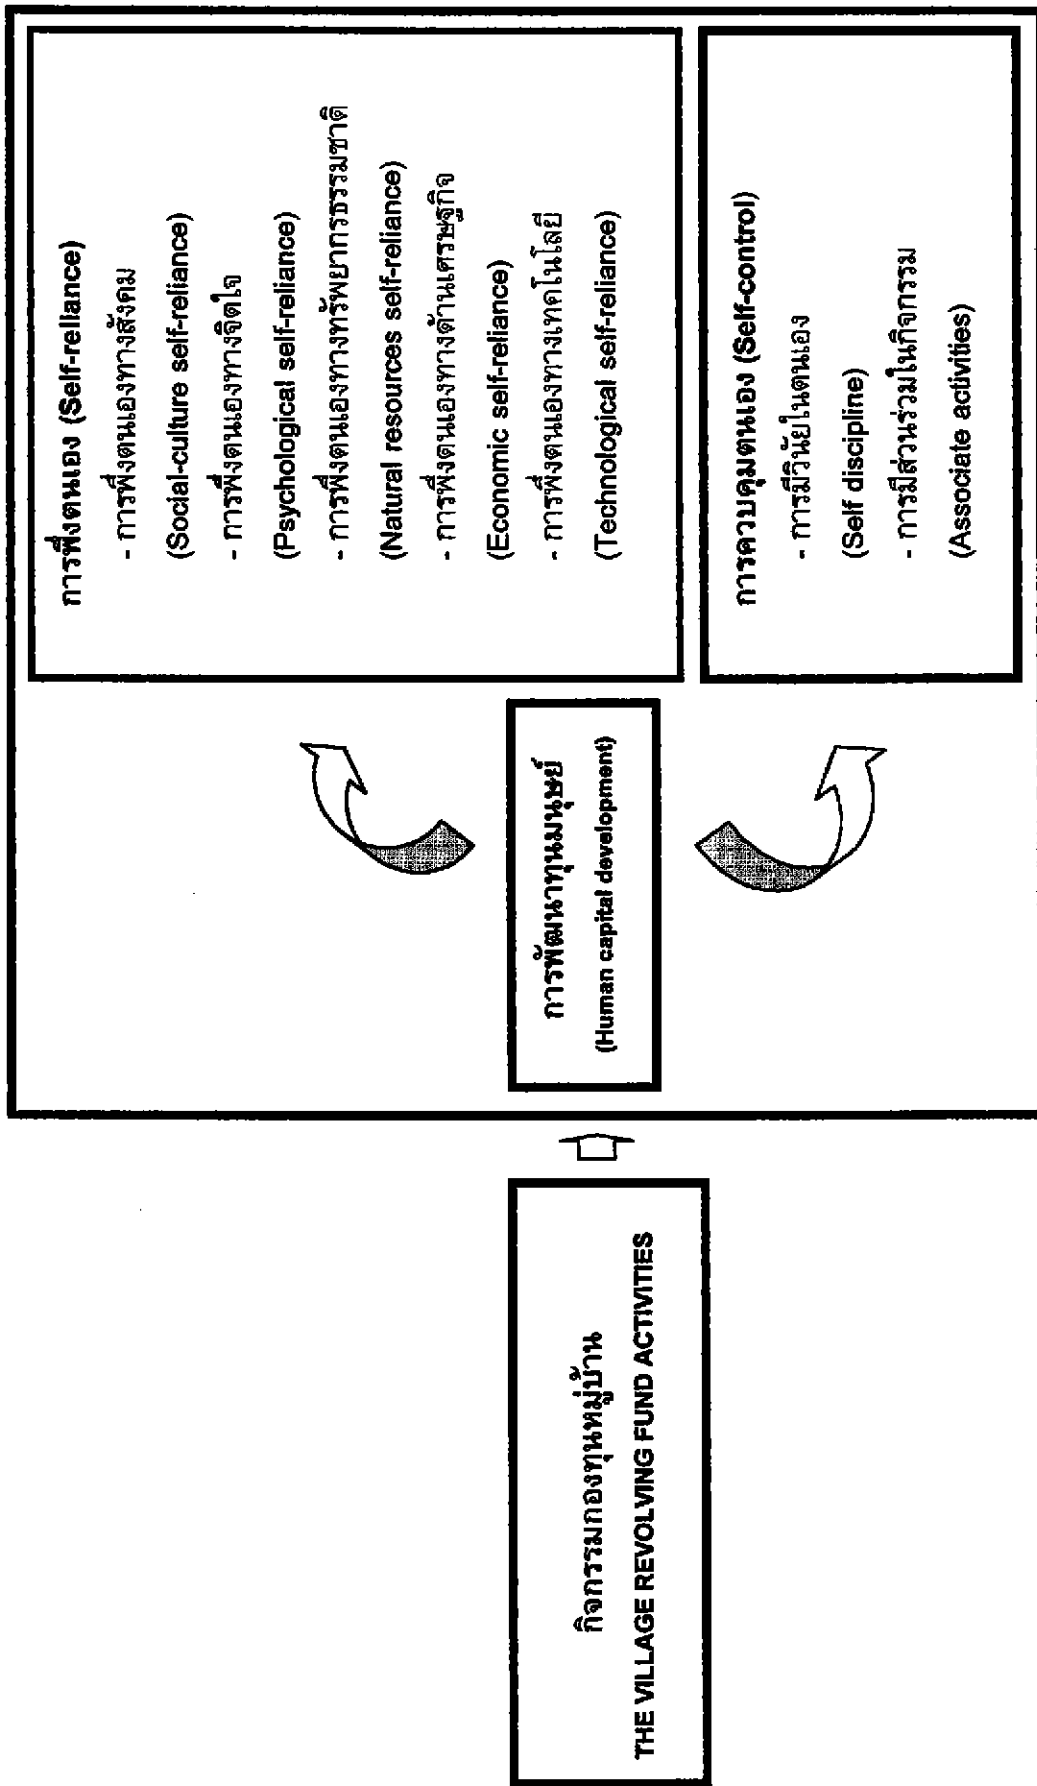 กิจกรรมกองทุนหมู่บ้าน
THE VILLAGE REVOLVING FUND ACTIVITIES
การพัฒนาทุนมนุษย์
(Human capital development)
การพึ่งตนเอง (Self-reliance)
- การพึ่งตนเองทางสังคม
(Social-culture self-reliance)
- การพึ่งตนเองทางจิตใจ
(Psychological self-reliance)
- การพึ่งตนเองทางทรัพยากรธรรมชาติ
(Natural resources self-reliance)
- การพึ่งตนเองทางด้านเศรษฐกิจ
(Economic self-reliance)
- การพึ่งตนเองทางเทคโนโลยี
(Technological self-reliance)
การควบคุมตนเอง (Self-control)
- การมีวินัยในตนเอง
(Self discipline)
- การมีส่วนร่วมในกิจกรรม
(Associate activities)